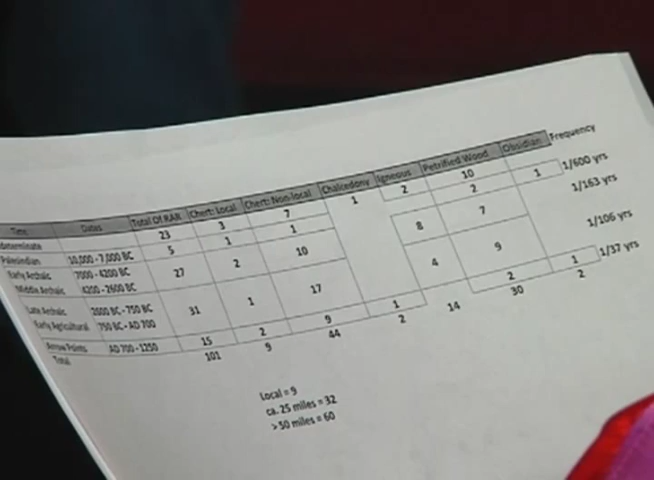 Time Dates Total Of RAR Chert: Local Chert: Non-local Chalcedony Igneous Petrified Wood Obsidian Frequency
Indeterminate 23 3 7 1 2 10
Paleoindian 10,000 - 7,000 BC 5 1 1 2 1 1/600 yrs
Early Archaic 7000 - 4200 BC 27 2 10 8 7 1/163 yrs
Middle Archaic 4200 - 2600 BC
Late Archaic 2600 BC - 750 BC 31 1 17 4 9 1/106 yrs
Early Agricultural 750 BC - AD 700
Arrow Points AD 700 - 1250 15 2 9 1 2 1 1/37 yrs
Total 101 9 44 2 14 30 2
Local = 9
ca. 25 miles = 32
> 50 miles = 60